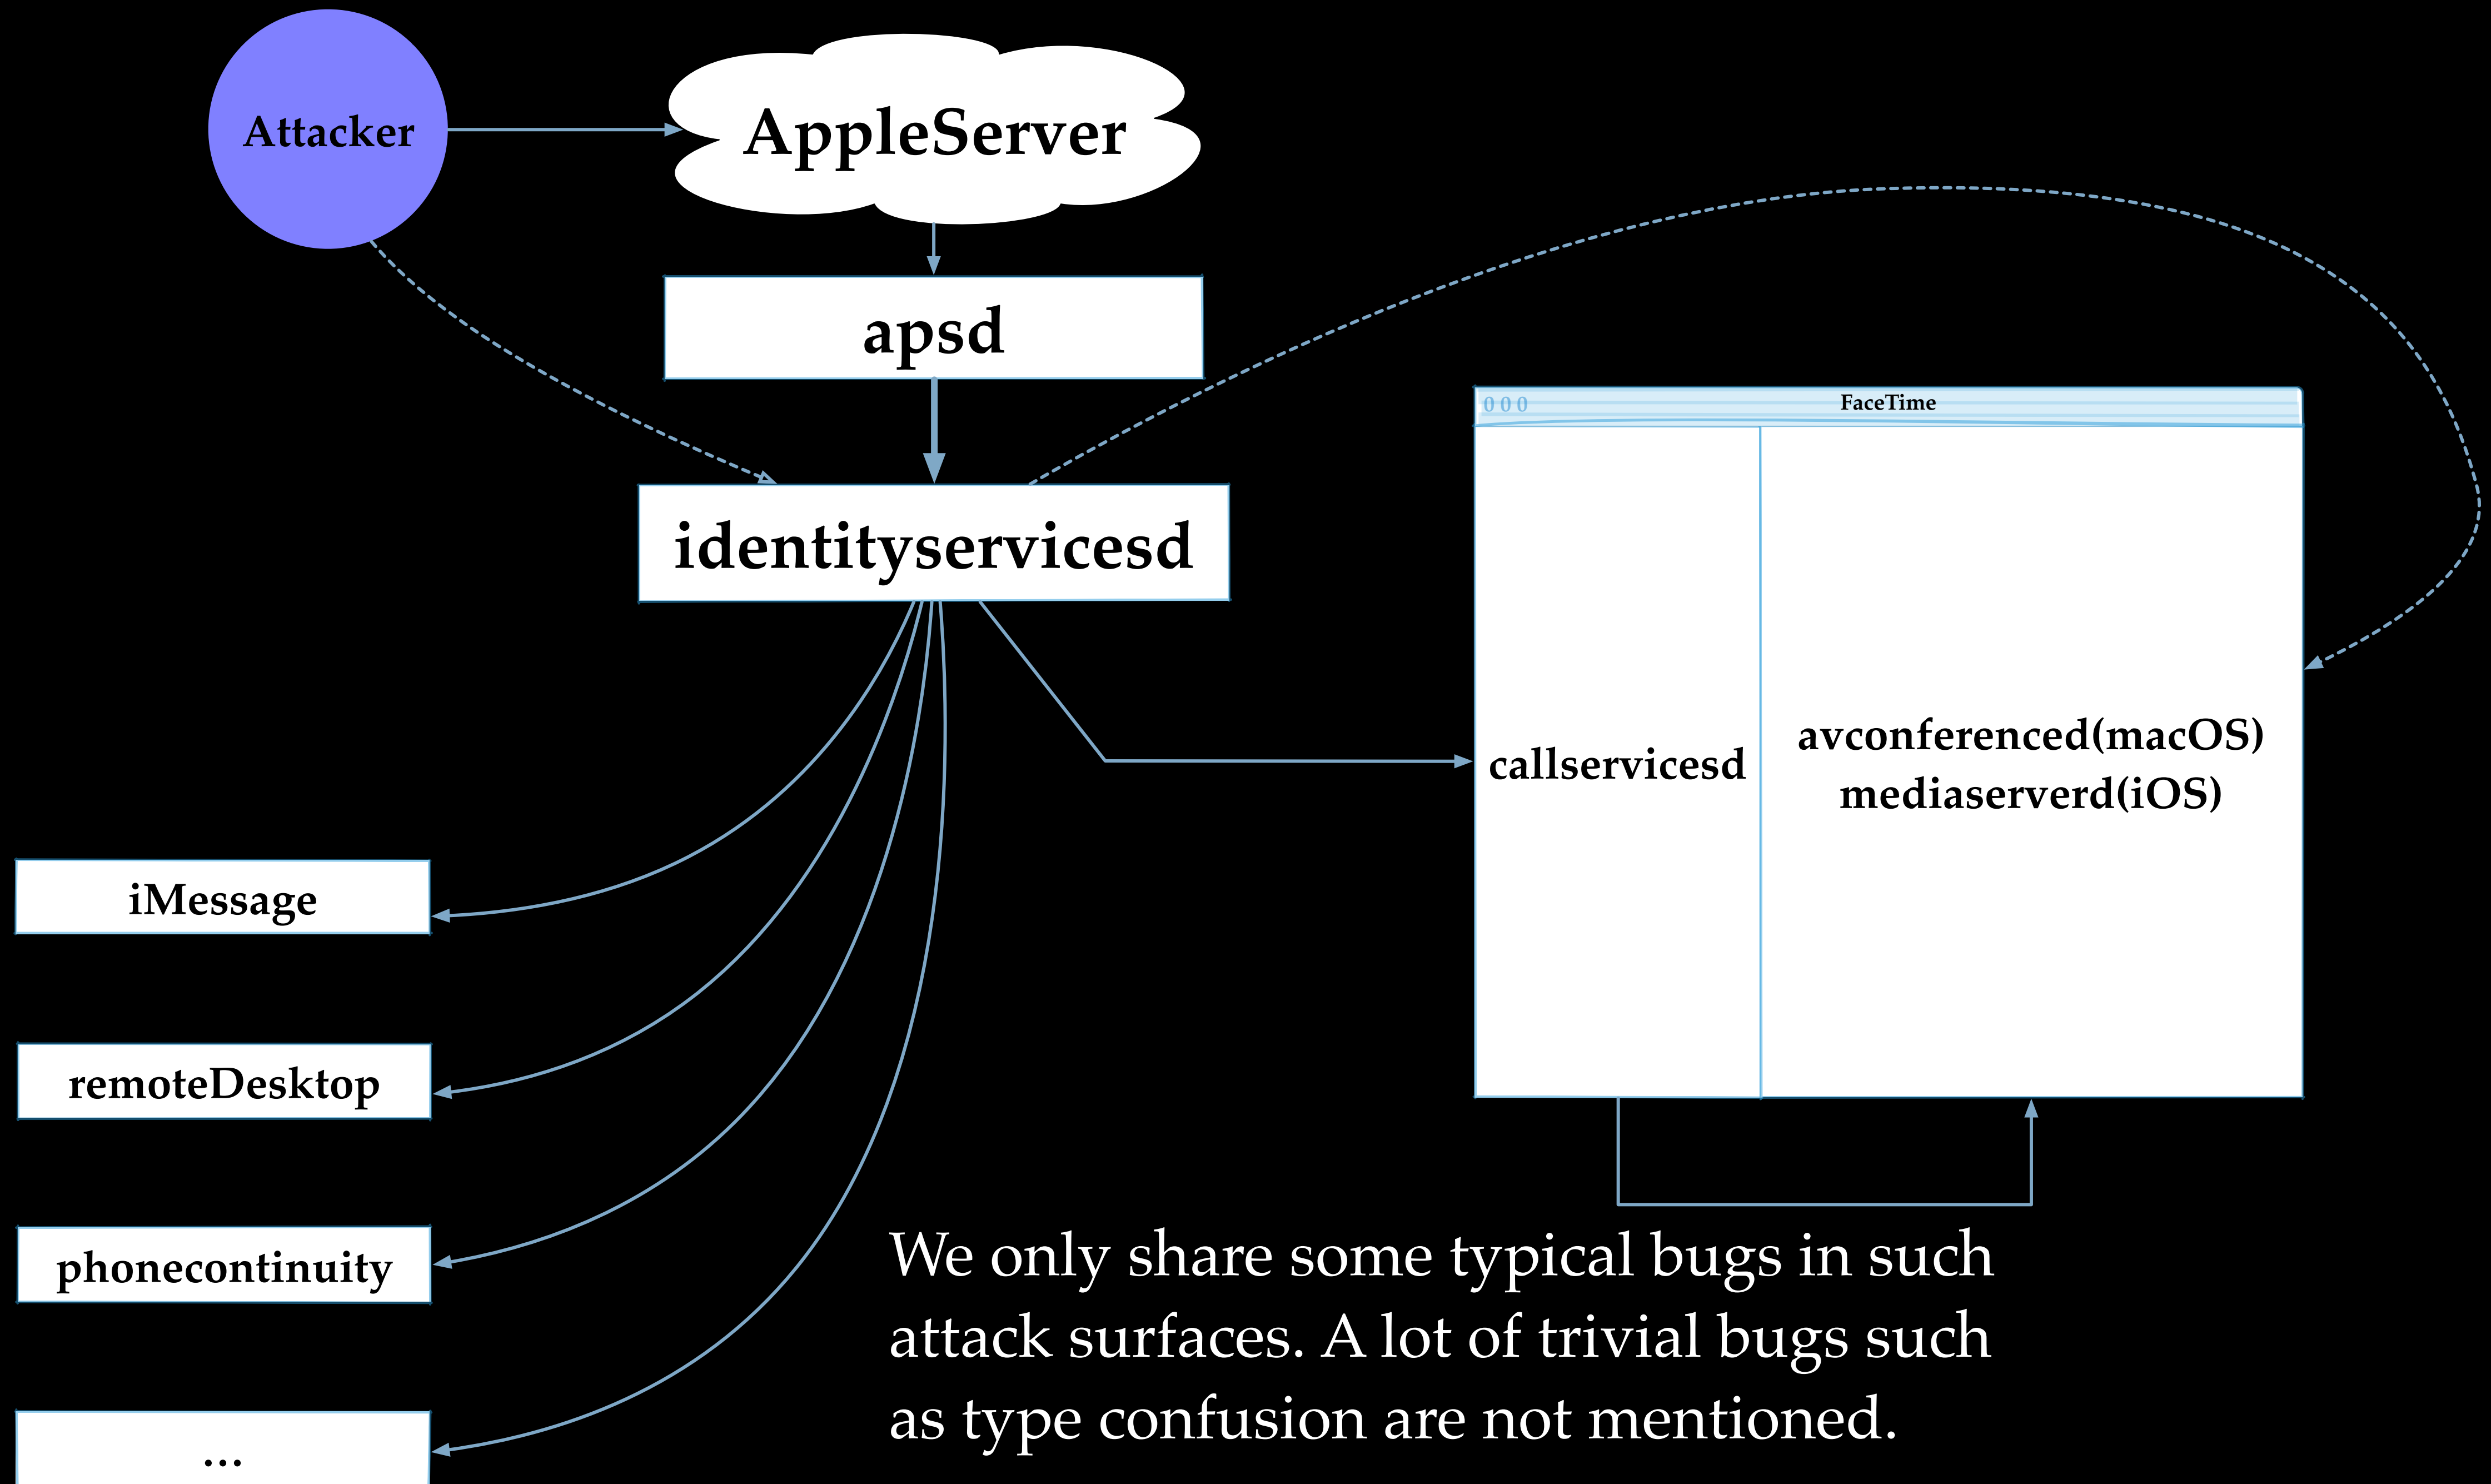 Attacker
AppleServer
apsd
identityservicesd
000
FaceTime
callservicesd
avconferenced(macOS)
mediaserverd(iOS)
iMessage
remoteDesktop
phonecontinuity
...
We only share some typical bugs in such
attack surfaces. A lot of trivial bugs such
as type confusion are not mentioned.